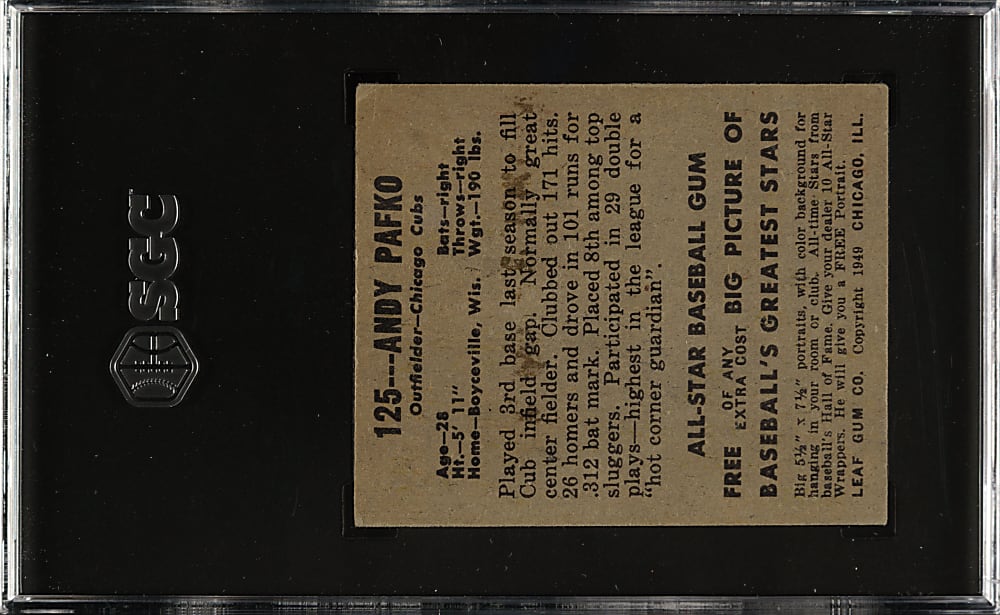 SGC
125---ANDY PAFKO
Outfielder—Chicago Cubs
Age—28 Bats—right
Ht.—5' 11" Throws—right
Home—Boyceville, Wis. Wgt.—190 lbs.
Played 3rd base last season to fill
Cub infield gap. Normally great
center fielder. Clubbed out 171 hits.
26 homers and drove in 101 runs for
.312 bat mark. Placed 8th among top
sluggers. Participated in 29 double
plays—highest in the league for a
"hot corner guardian".
ALL-STAR BASEBALL GUM
FREE OF ANY EXTRA COST BIG PICTURE OF
BASEBALL'S GREATEST STARS
Big 5½" x 7½" portraits, with color background for
hanging in your room or club. All-time Stars from
baseball's Hall of Fame. Give your dealer 10 All-Star
Wrappers. He will give you a FREE Portrait.
LEAF GUM CO. Copyright 1949 CHICAGO, ILL.